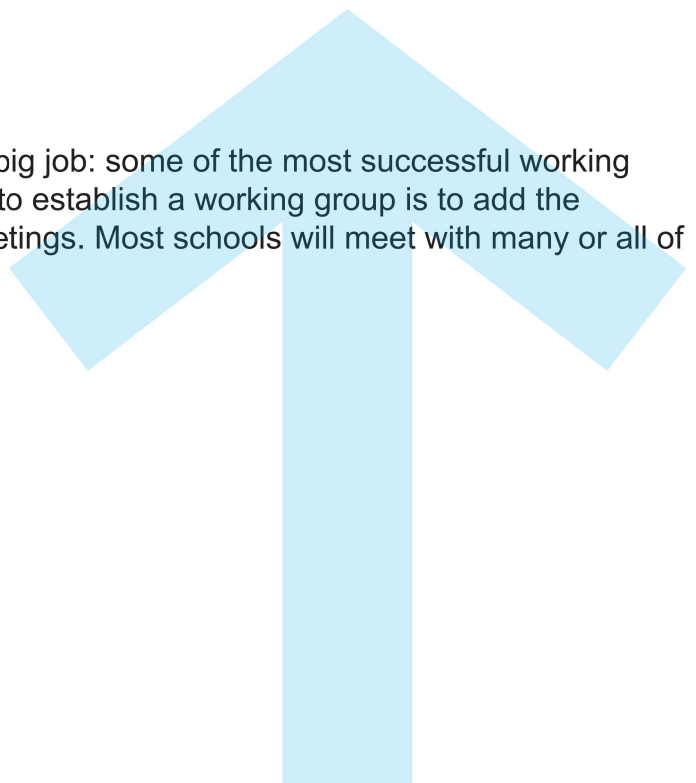 big job: some of the most successful working
to establish a working group is to add the
etings. Most schools will meet with many or all of